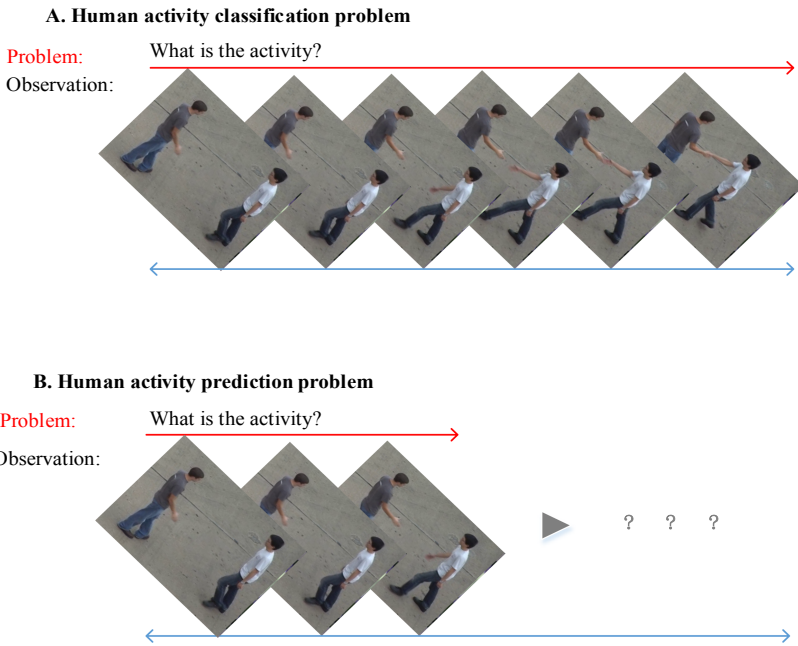 A. Human activity classification problem
Problem: What is the activity?
Observation:
B. Human activity prediction problem
Problem: What is the activity?
Observation:
? ? ?